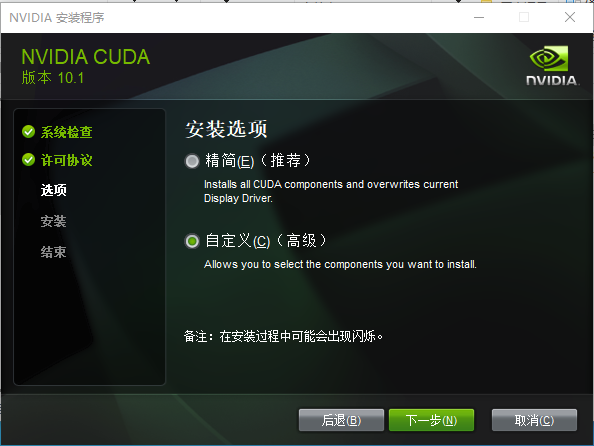 NVIDIA 安装程序
NVIDIA CUDA
版本 10.1
NVIDIA.
系统检查
许可协议
选项
安装
结束
安装选项
精简(E)（推荐）
Installs all CUDA components and overwrites current
Display Driver.
自定义(C)（高级）
Allows you to select the components you want to install.
备注：在安装过程中可能会出现闪烁。
后退(B)
下一步(N)
取消(C)